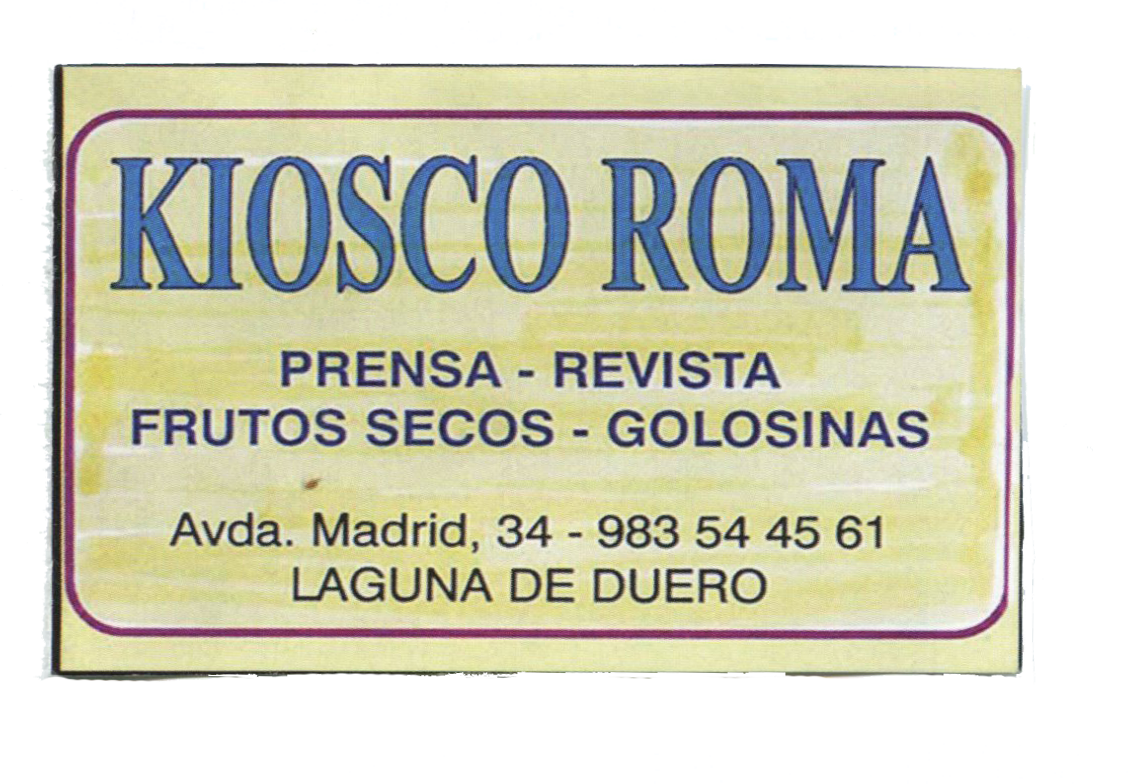 KIOSCO ROMA
PRENSA - REVISTA
FRUTOS SECOS - GOLOSINAS
Avda. Madrid, 34 - 983 54 45 61
LAGUNA DE DUERO